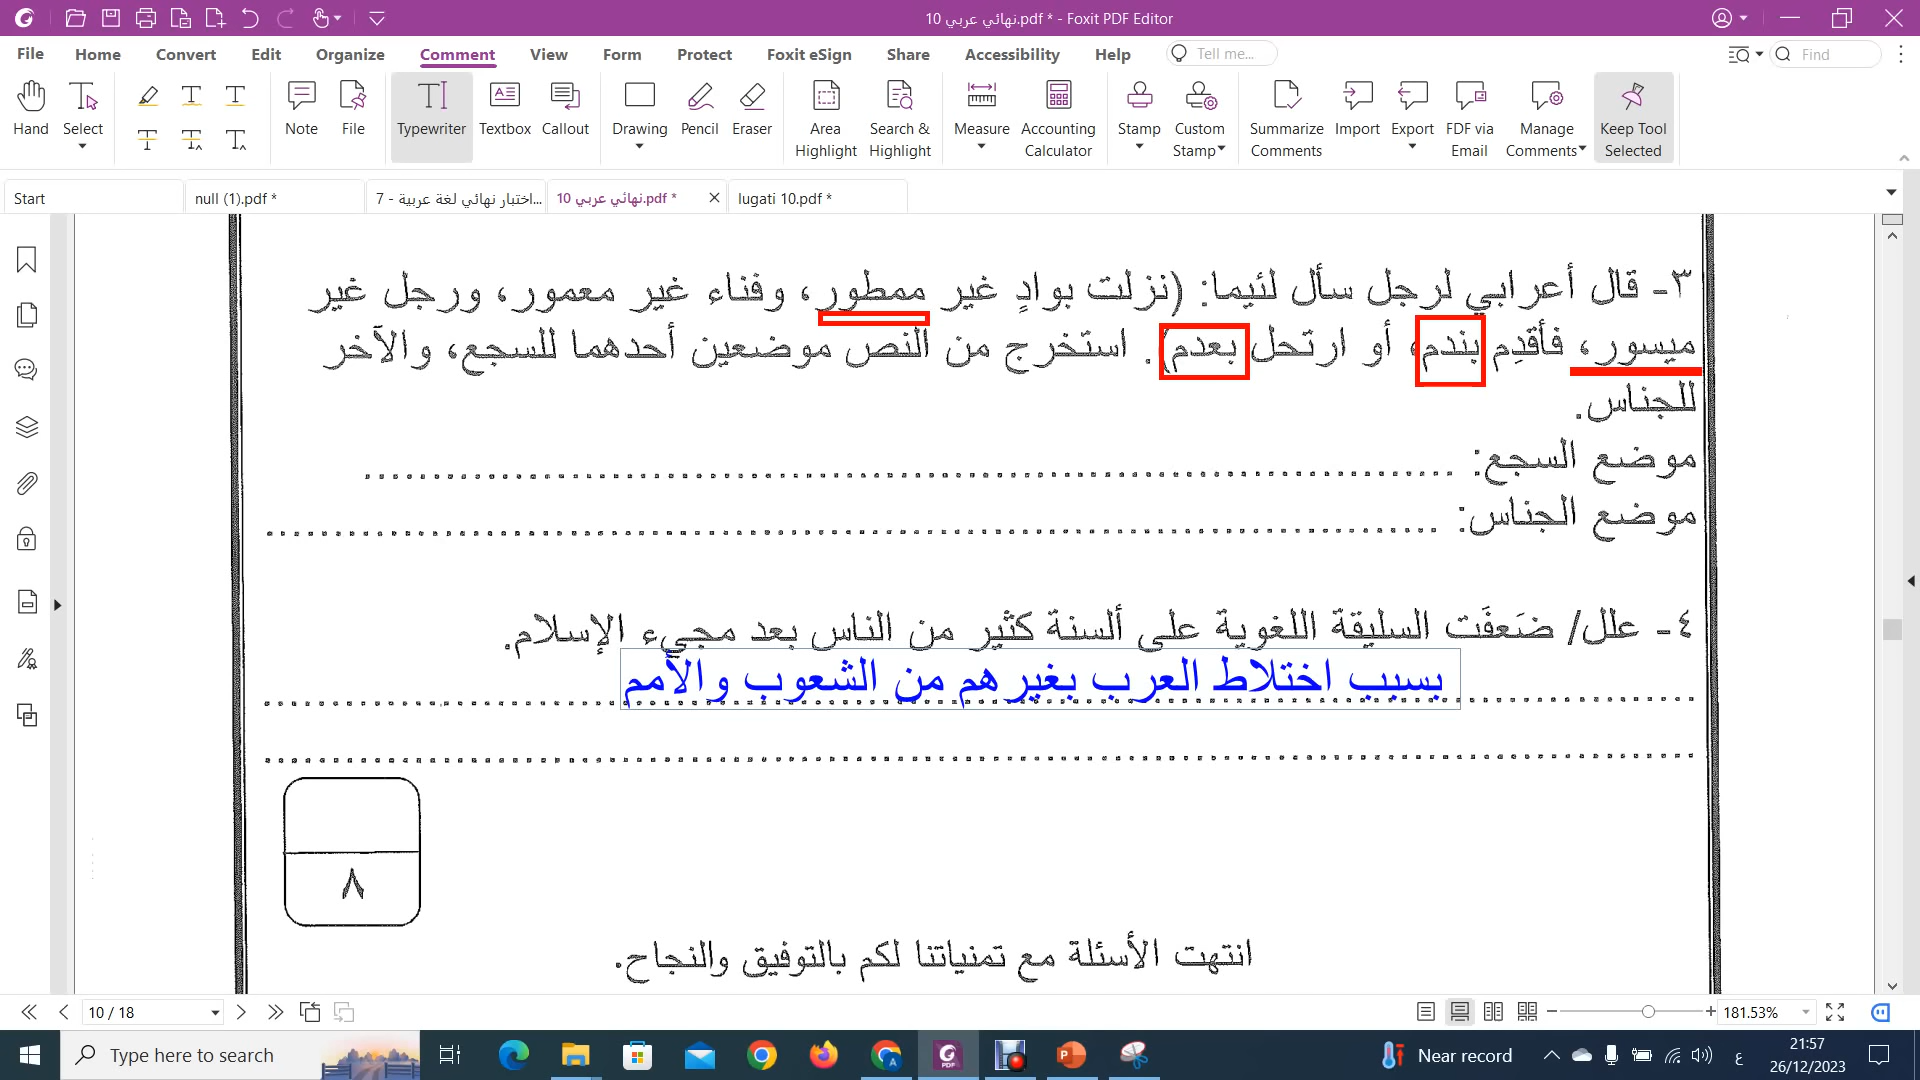 نهائي عربي 10.pdf * - Foxit PDF Editor
File Home Convert Edit Organize Comment View Form Protect Foxit eSign Share Accessibility Help Tell me... Find
Hand Select Note File Typewriter Textbox Callout Drawing Pencil Eraser Area Highlight Search & Highlight Measure Accounting Calculator Stamp Custom Stamp Summarize Comments Import Export FDF via Email Manage Comments Keep Tool Selected
Start null (1).pdf * اختبار نهائي لغة عربية - 7... نهائي عربي 10.pdf * lugati 10.pdf *
٣- قال أعرابي لرجل سأل لئيما: (نزلت بوادٍ غير ممطور، وفناء غير معمور، ورجل غير
ميسور، فأقدِم بندم، أو ارتحل بعدم). استخرج من النص موضعين أحدهما للسجع، والآخر
للجناس.
موضع السجع: ........................................
موضع الجناس: ........................................
٤- علل/ ضَعفَت السليقة اللغوية على ألسنة كثير من الناس بعد مجيء الإسلام.
بسبب اختلاط العرب بغيرهم من الشعوب والأمم
٨
انتهت الأسئلة مع تمنياتنا لكم بالتوفيق والنجاح.
10 / 18 181.53%
Type here to search Near record ع 21:57
26/12/2023